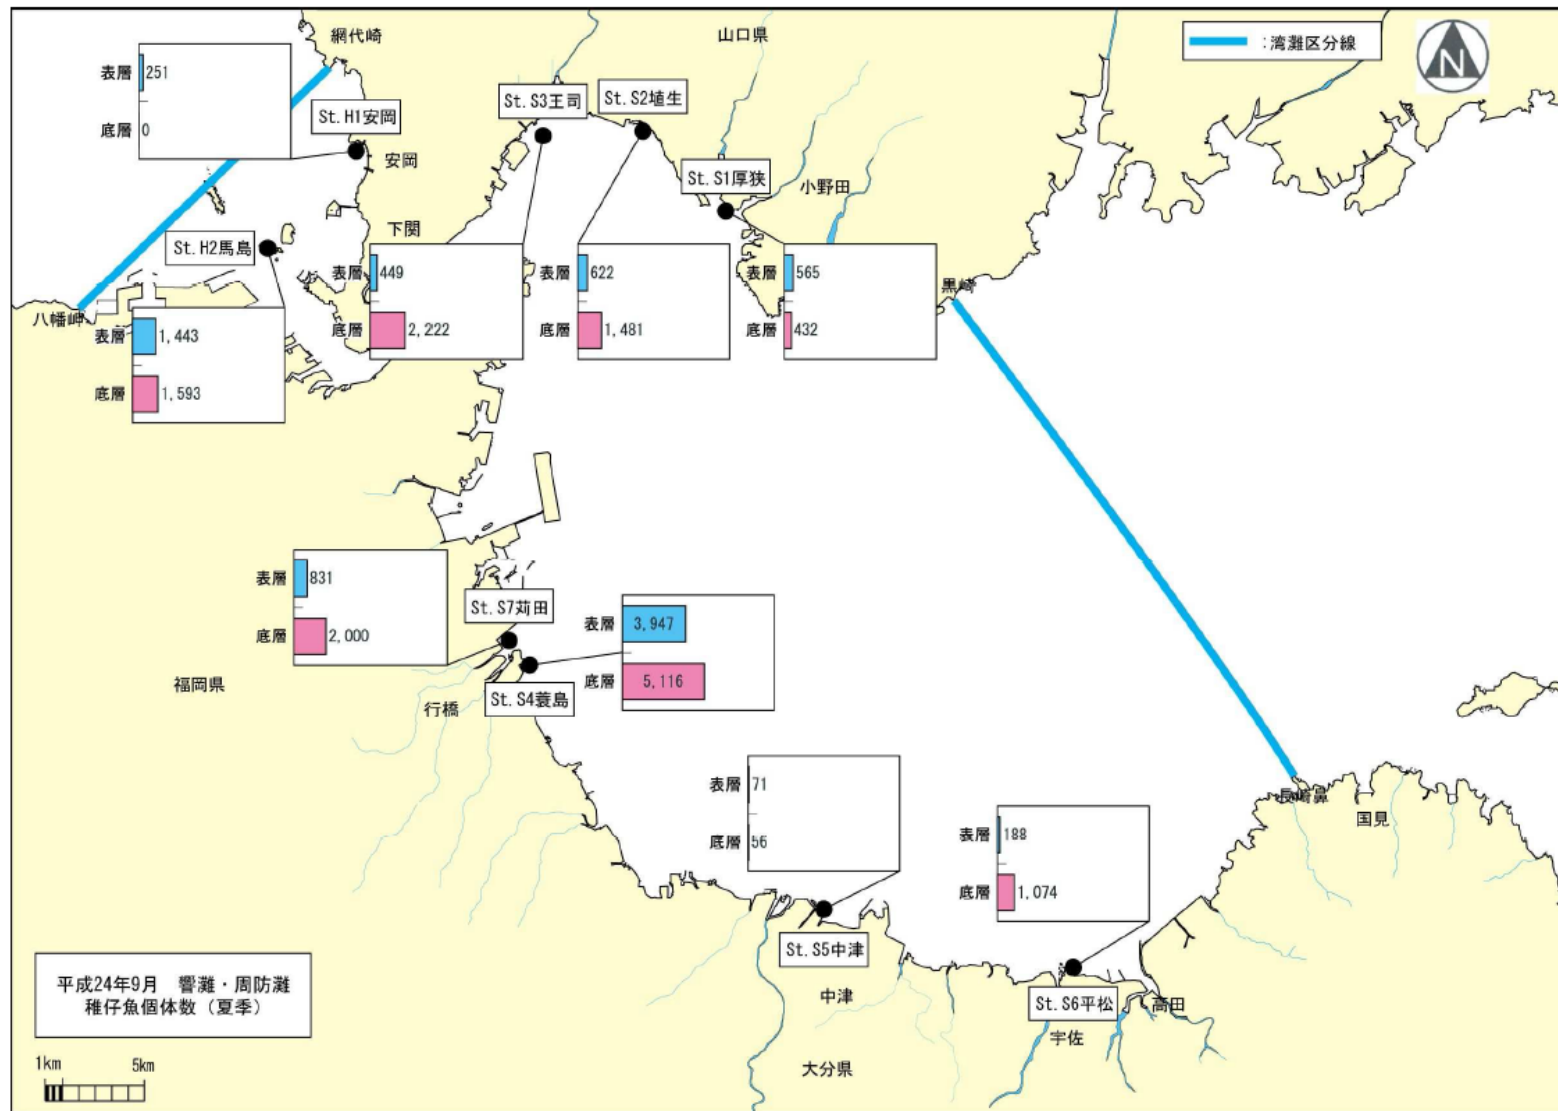 網代崎
山口県
:湾灘区分線
N
表層 251
底層 0
St.H1安岡
安岡
St.S3王司
St.S2埴生
St.S1厚狭
小野田
下関
St.H2馬島
八幡岬
表層 1,443
底層 1,593
表層 449
底層 2,222
表層 622
底層 1,481
表層 565
底層 432
黒崎
表層 831
底層 2,000
St.S7苅田
表層 3,947
底層 5,116
St.S4蓑島
福岡県
行橋
表層 71
底層 56
St.S5中津
中津
表層 188
底層 1,074
St.S6平松
長崎鼻
国見
高田
宇佐
大分県
平成24年9月 響灘・周防灘
稚仔魚個体数（夏季）
1km 5km